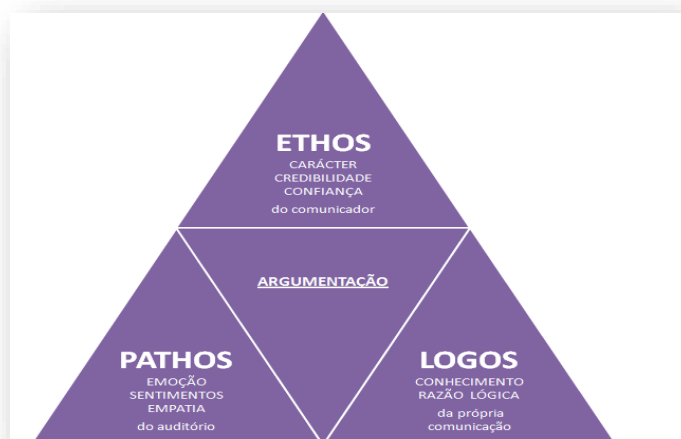 ETHOS
CARÁCTER
CREDIBILIDADE
CONFIANÇA
do comunicador
ARGUMENTAÇÃO
PATHOS
EMOÇÃO
SENTIMENTOS
EMPATIA
do auditório
LOGOS
CONHECIMENTO
RAZÃO LÓGICA
da própria
comunicação